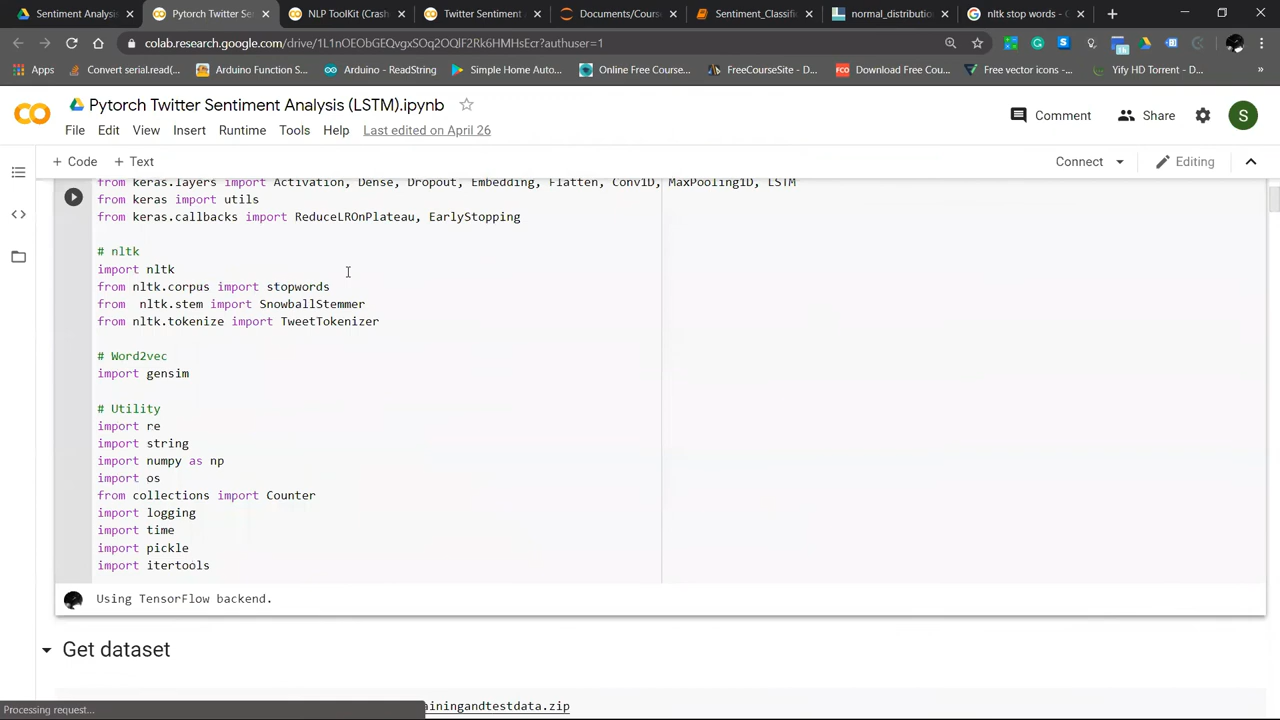 Sentiment Analysis
Pytorch Twitter Sen
NLP ToolKit (Crash
Twitter Sentiment
Documents/Cours
Sentiment_Classifi
normal_distributio
nltk stop words - G
colab.research.google.com/drive/1L1nOEObGEQvgxSOq2OQlF2Rk6HMHsEcr?authuser=1
Apps
Convert serial.read(...
Arduino Function S...
Arduino - ReadString
Simple Home Auto...
Online Free Course...
FreeCourseSite - D...
Download Free Cou...
Free vector icons -...
Yify HD Torrent - D...
Pytorch Twitter Sentiment Analysis (LSTM).ipynb
Comment
Share
S
File Edit View Insert Runtime Tools Help Last edited on April 26
+ Code + Text
Connect
Editing
from keras.layers import Activation, Dense, Dropout, Embedding, Flatten, Conv1D, MaxPooling1D, LSTM
from keras import utils
from keras.callbacks import ReduceLROnPlateau, EarlyStopping
# nltk
import nltk
from nltk.corpus import stopwords
from  nltk.stem import SnowballStemmer
from nltk.tokenize import TweetTokenizer
# Word2vec
import gensim
# Utility
import re
import string
import numpy as np
import os
from collections import Counter
import logging
import time
import pickle
import itertools
Using TensorFlow backend.
Get dataset
iningandtestdata.zip
Processing request...